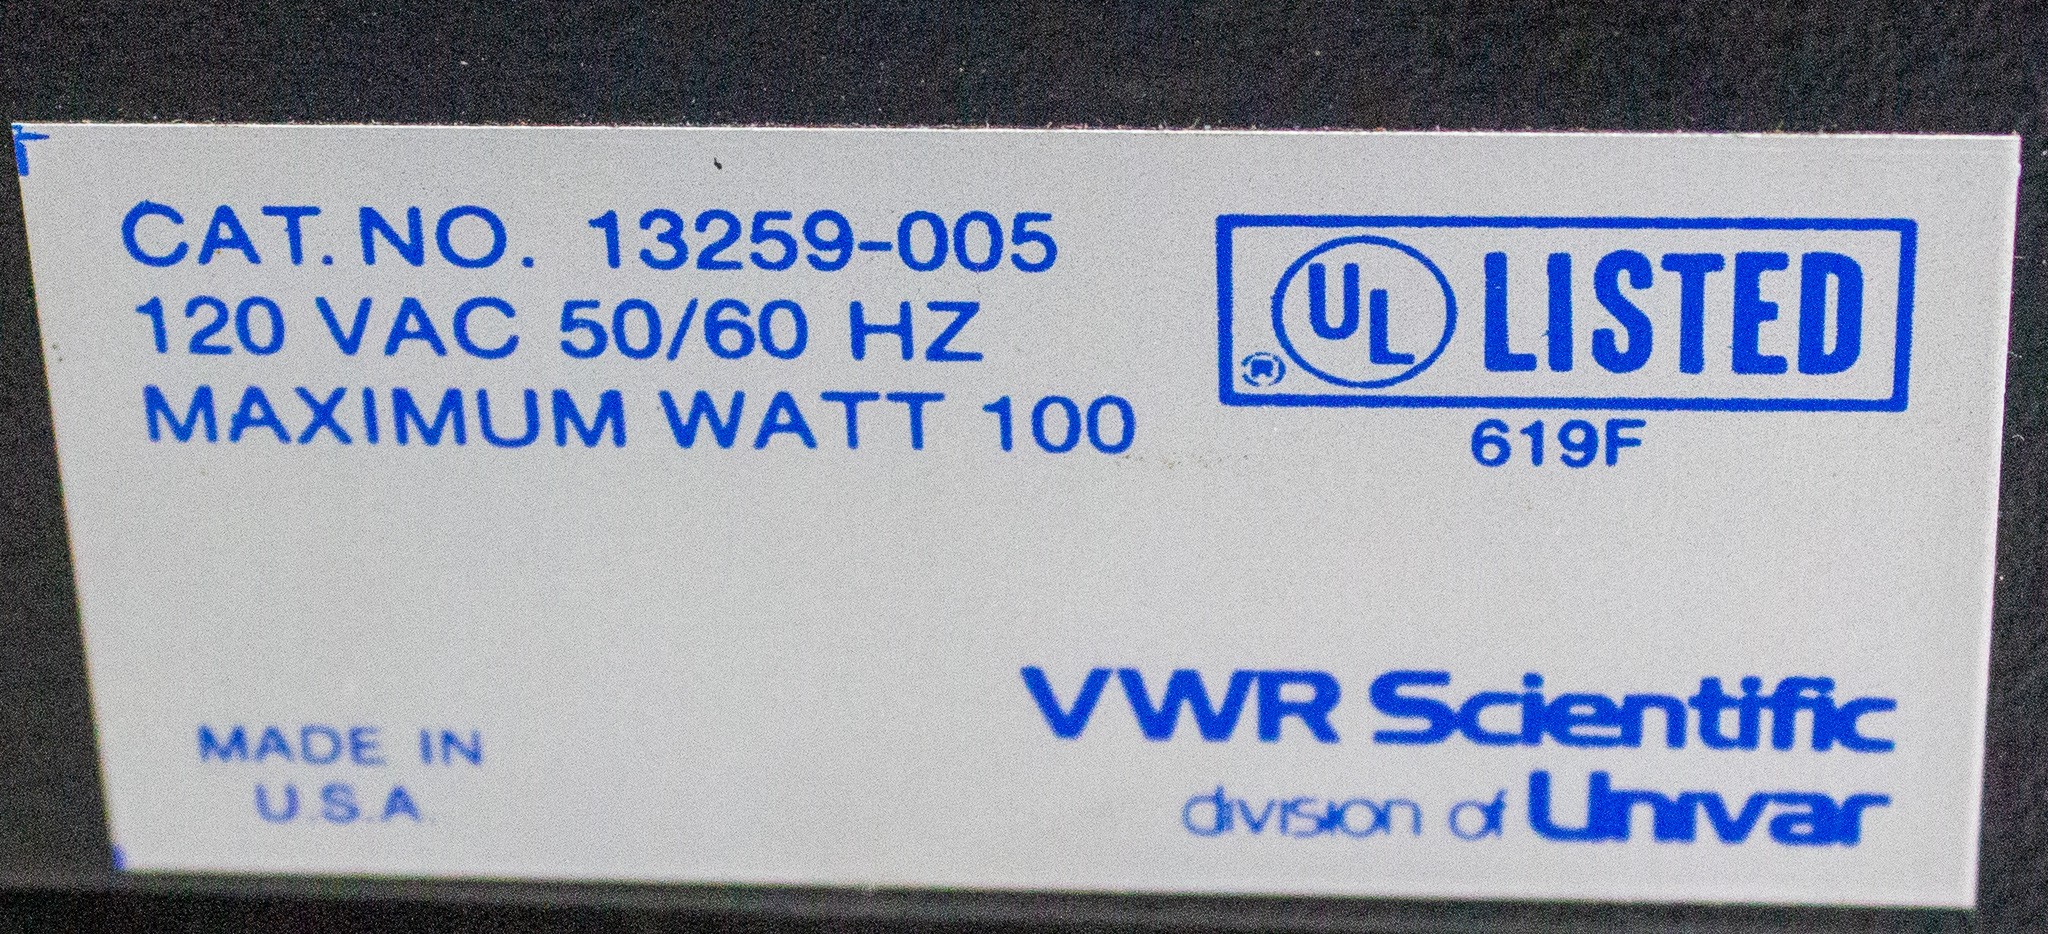 CAT. NO. 13259-005
120 VAC 50/60 HZ
MAXIMUM WATT 100
® UL LISTED
619F
MADE IN
U.S.A.
VWR Scientific
division of Univar